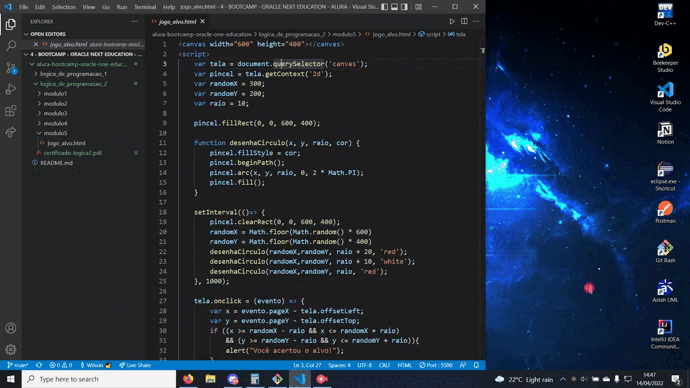 File Edit Selection View Go Run Terminal Help jogo_alvo.html - alura-bootcamp-oracle-one-education - ALURA - Visual Stu...
EXPLORER
OPEN EDITORS
jogo_alvo.html alura-bootcamp-orac...
4 - BOOTCAMP - ORACLE NEXT EDUCATION - ALURA
alura-bootcamp-oracle-one-educ...
logica_de_programacao_1
logica_de_programacao_2
modulo1
modulo2
modulo3
modulo4
modulo5
jogo_alvo.html
certificado-logica2.pdf U
README.md
jogo_alvo.html
alura-bootcamp-oracle-one-education > logica_de_programacao_2 > modulo5 > jogo_alvo.html > script > tela
1 <canvas width="600" height="400"></canvas>
2 <script>
3 var tela = document.querySelector('canvas');
4 var pincel = tela.getContext('2d');
5 var randomX = 300;
6 var randomY = 200;
7 var raio = 10;
8
9 pincel.fillRect(0, 0, 600, 400);
10
11 function desenhaCirculo(x, y, raio, cor) {
12 pincel.fillStyle = cor;
13 pincel.beginPath();
14 pincel.arc(x, y, raio, 0, 2 * Math.PI);
15 pincel.fill();
16 }
17
18 setInterval(()=> {
19 pincel.clearRect(0, 0, 600, 400);
20 randomX = Math.floor(Math.random() * 600)
21 randomY = Math.floor(Math.random() * 400)
22 desenhaCirculo(randomX,randomY, raio + 20, 'red');
23 desenhaCirculo(randomX,randomY, raio + 10, 'white');
24 desenhaCirculo(randomX,randomY, raio, 'red');
25 }, 1000);
26
27 tela.onclick = (evento) => {
28 var x = evento.pageX - tela.offsetLeft;
29 var y = evento.pageY - tela.offsetTop;
30 if ((x >= randomX - raio && x <= randomX + raio)
31 && (y >= randomY - raio && y <= randomY + raio)){
32 alert("Você acertou o alvo!");
main* 0 0 Wilson Live Share Ln 3, Col 27 Spaces: 4 UTF-8 CRLF HTML Port : 5500
Dev-C++
Beekeeper
Studio
Visual Studio
Code
Notion
eclipse.exe -
Shortcut
Postman
Git Bash
Astah UML
IntelliJ IDEA
Communit...
Type here to search
22°C Light rain
14:47
14/04/2022